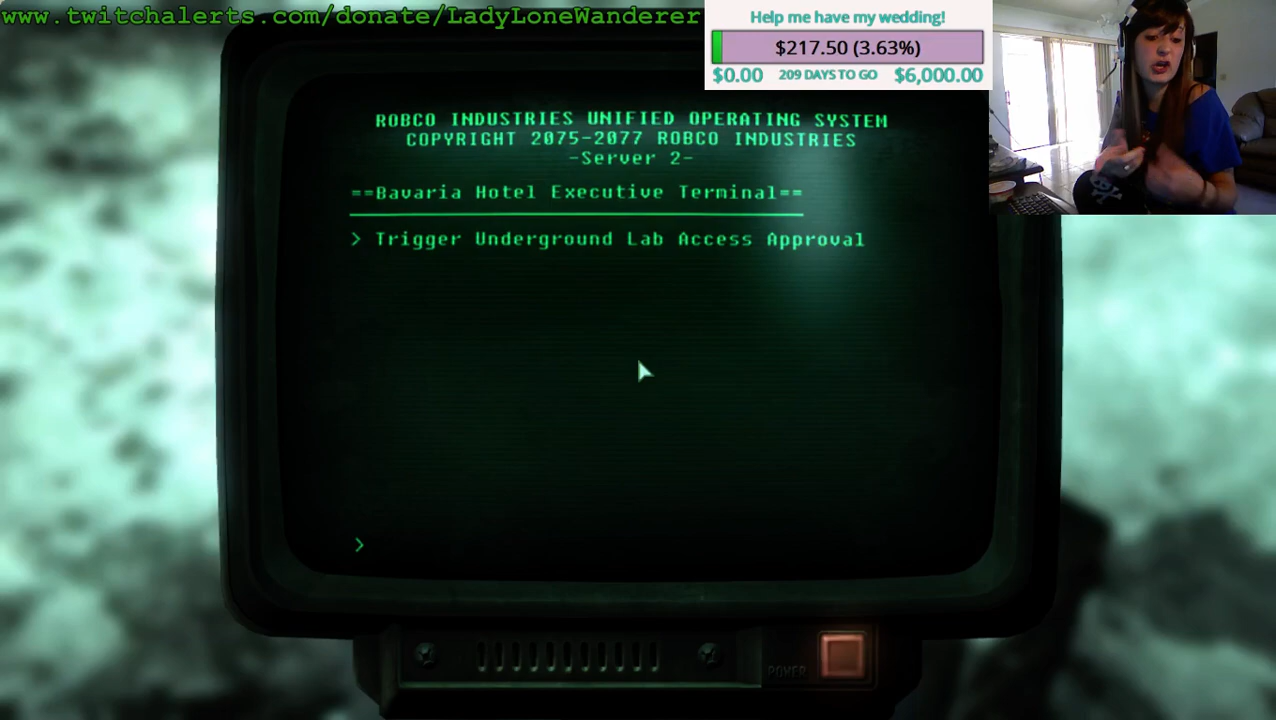 www.twitchalerts.com/donate/LadyLoneWanderer
Help me have my wedding!
$217.50 (3.63%)
$0.00 209 DAYS TO GO $6,000.00
ROBCO INDUSTRIES UNIFIED OPERATING SYSTEM
COPYRIGHT 2075-2077 ROBCO INDUSTRIES
-Server 2-
==Bavaria Hotel Executive Terminal==
> Trigger Underground Lab Access Approval
>
POWER